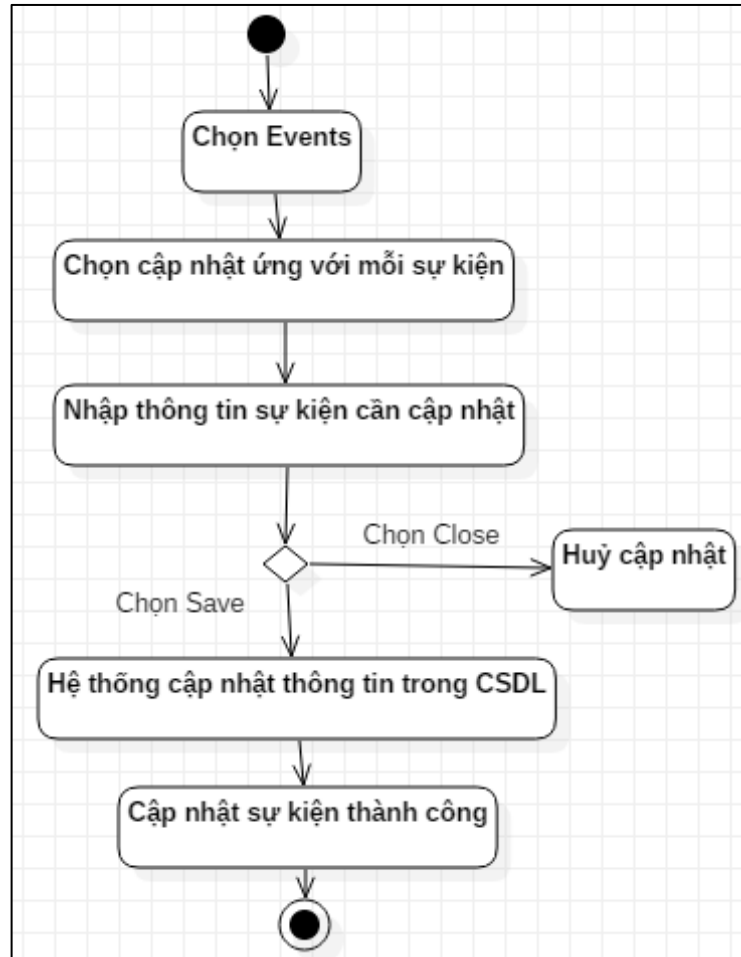 Chọn Events
Chọn cập nhật ứng với mỗi sự kiện
Nhập thông tin sự kiện cần cập nhật
Chọn Close
Huỷ cập nhật
Chọn Save
Hệ thống cập nhật thông tin trong CSDL
Cập nhật sự kiện thành công